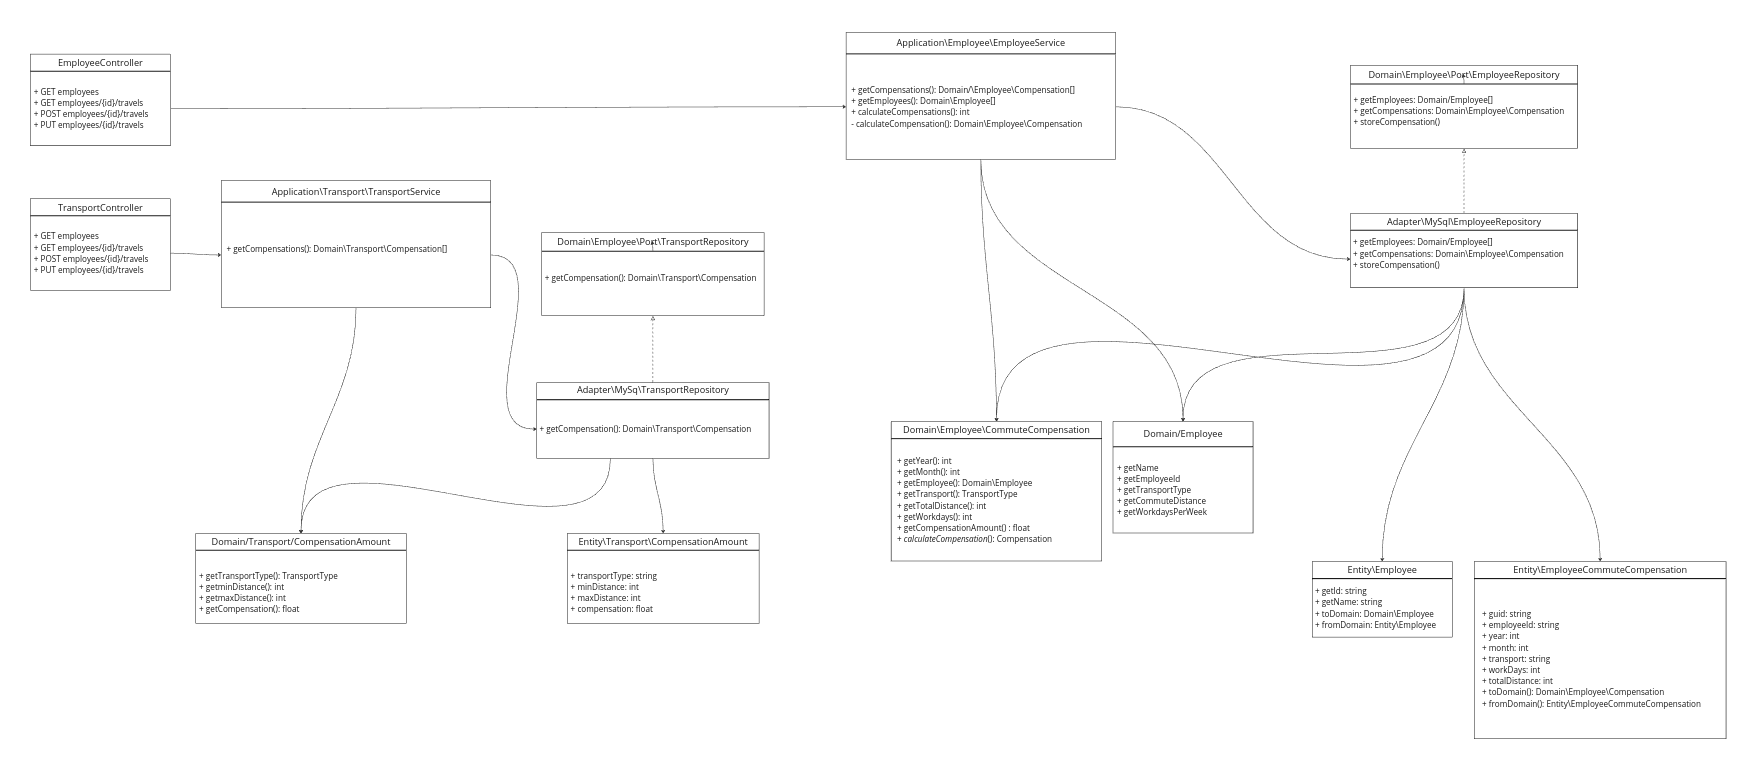 EmployeeController
+ GET employees
+ GET employees/{id}/travels
+ POST employees/{id}/travels
+ PUT employees/{id}/travels
TransportController
+ GET employees
+ GET employees/{id}/travels
+ POST employees/{id}/travels
+ PUT employees/{id}/travels
Application\Transport\TransportService
+ getCompensations(): Domain\Transport\Compensation[]
Domain\Employee\Port\TransportRepository
+ getCompensation(): Domain\Transport\Compensation
Adapter\MySq\TransportRepository
+ getCompensation(): Domain\Transport\Compensation
Domain/Transport/CompensationAmount
+ getTransportType(): TransportType
+ getminDistance(): int
+ getmaxDistance(): int
+ getCompensation(): float
Entity\Transport\CompensationAmount
+ transportType: string
+ minDistance: int
+ maxDistance: int
+ compensation: float
Application\Employee\EmployeeService
+ getCompensations(): Domain/\Employee\Compensation[]
+ getEmployees(): Domain\Employee[]
+ calculateCompensations(): int
- calculateCompensation(): Domain\Employee\Compensation
Domain\Employee\Port\EmployeeRepository
+ getEmployees: Domain/Employee[]
+ getCompensations: Domain\Employee\Compensation
+ storeCompensation()
Adapter\MySql\EmployeeRepository
+ getEmployees: Domain/Employee[]
+ getCompensations: Domain\Employee\Compensation
+ storeCompensation()
Domain\Employee\CommuteCompensation
+ getYear(): int
+ getMonth(): int
+ getEmployee(): Domain\Employee
+ getTransport(): TransportType
+ getTotalDistance(): int
+ getWorkdays(): int
+ getCompensationAmount() : float
+ calculateCompensation(): Compensation
Domain/Employee
+ getName
+ getEmployeeId
+ getTransportType
+ getCommuteDistance
+ getWorkdaysPerWeek
Entity\Employee
+ getId: string
+ getName: string
+ toDomain: Domain\Employee
+ fromDomain: Entity\Employee
Entity\EmployeeCommuteCompensation
+ guid: string
+ employeeId: string
+ year: int
+ month: int
+ transport: string
+ workDays: int
+ totalDistance: int
+ toDomain(): Domain\Employee\Compensation
+ fromDomain(): Entity\EmployeeCommuteCompensation